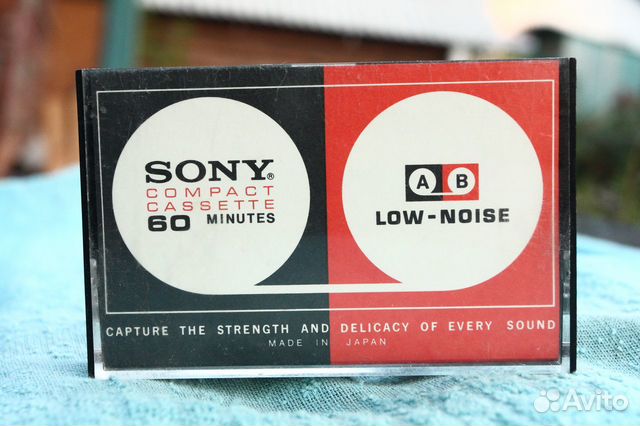 SONY®
COMPACT
CASSETTE
60 MINUTES
A B
LOW-NOISE
CAPTURE THE STRENGTH AND DELICACY OF EVERY SOUND
MADE IN JAPAN
Avito